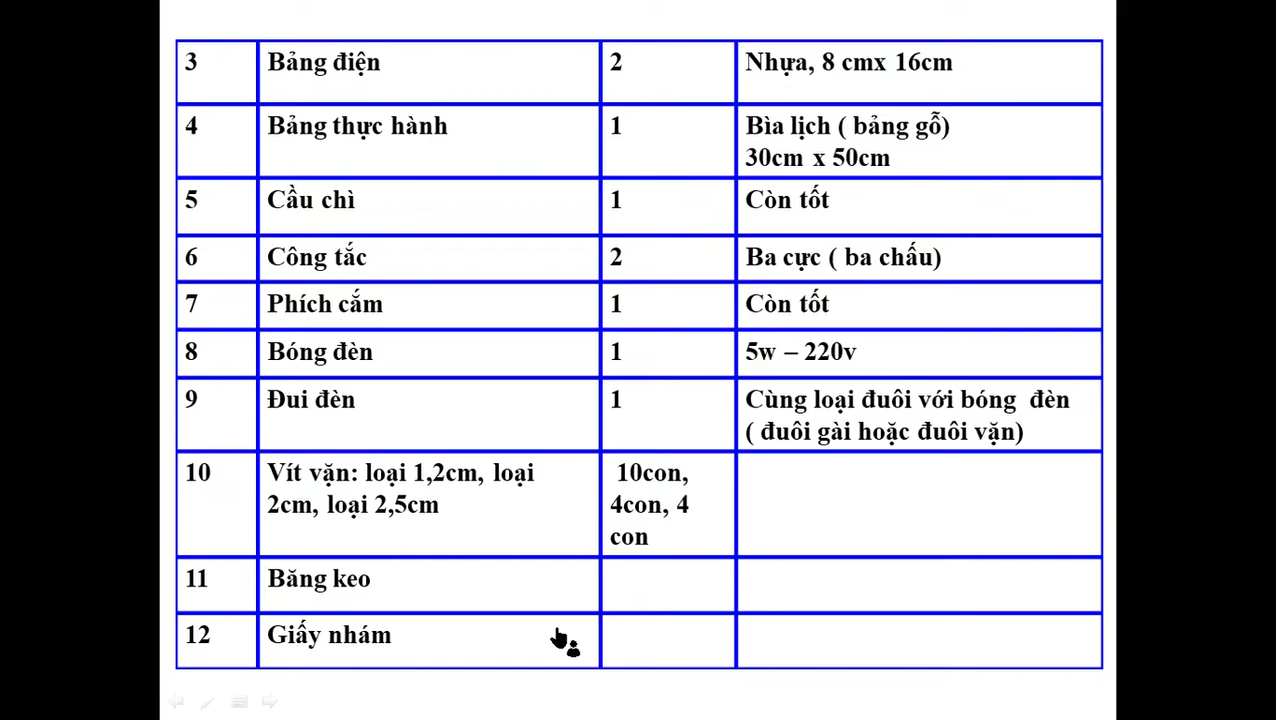 3 Bảng điện 2 Nhựa, 8 cmx 16cm
4 Bảng thực hành 1 Bìa lịch ( bảng gỗ)
30cm x 50cm
5 Cầu chì 1 Còn tốt
6 Công tắc 2 Ba cực ( ba chấu)
7 Phích cắm 1 Còn tốt
8 Bóng đèn 1 5w – 220v
9 Đui đèn 1 Cùng loại đuôi với bóng đèn
( đuôi gài hoặc đuôi vặn)
10 Vít vặn: loại 1,2cm, loại 10con,
2cm, loại 2,5cm 4con, 4
con
11 Băng keo
12 Giấy nhám